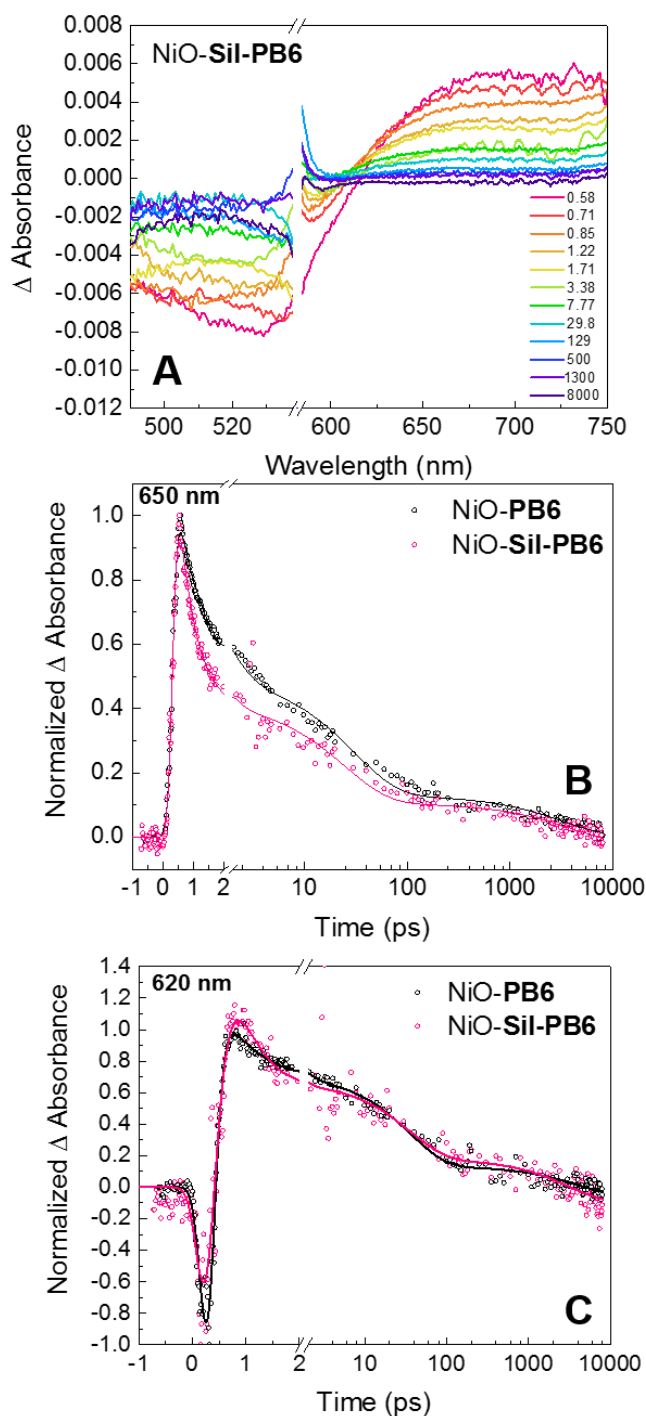 NiO-Sil-PB6
0.008
0.006
0.004
0.002
0.000
-0.002
-0.004
-0.006
-0.008
-0.010
-0.012
Δ Absorbance
A
0.58
0.71
0.85
1.22
1.71
3.38
7.77
29.8
129
500
1300
8000
500 520 600 650 700 750
Wavelength (nm)
650 nm
NiO-PB6
NiO-Sil-PB6
1.0
0.8
0.6
0.4
0.2
0.0
Normalized Δ Absorbance
B
-1 0 1 2 10 100 1000 10000
Time (ps)
620 nm
NiO-PB6
NiO-Sil-PB6
1.4
1.2
1.0
0.8
0.6
0.4
0.2
0.0
-0.2
-0.4
-0.6
-0.8
-1.0
Normalized Δ Absorbance
C
-1 0 1 2 10 100 1000 10000
Time (ps)